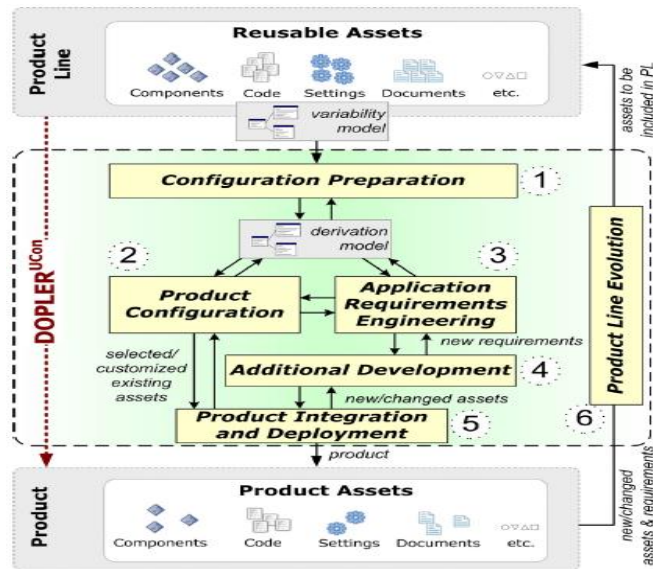 Product
Line
Reusable Assets
Components
Code
Settings
Documents
etc.
variability
model
assets to be
included in PL
Configuration Preparation
1
derivation
model
2
3
Product
Configuration
Application
Requirements
Engineering
new requirements
selected/
customized
existing
assets
Additional Development
4
new/changed assets
Product Integration
and Deployment
5
product
DOPLER^UCon
Product Line Evolution
6
Product
Product Assets
Components
Code
Settings
Documents
etc.
new/changed
assets & requirements